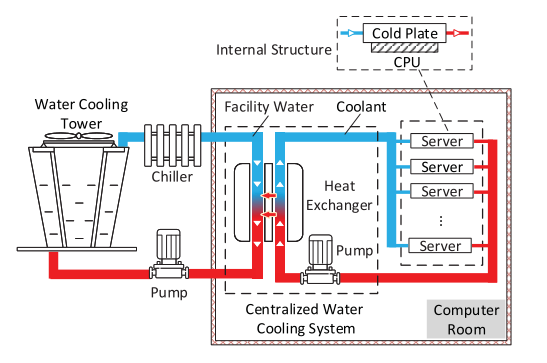 Cold Plate
Internal Structure
CPU
Water Cooling
Tower
Facility Water
Coolant
Chiller
Server
Server
Server
Heat
Exchanger
...
Server
Pump
Pump
Centralized Water
Cooling System
Computer
Room